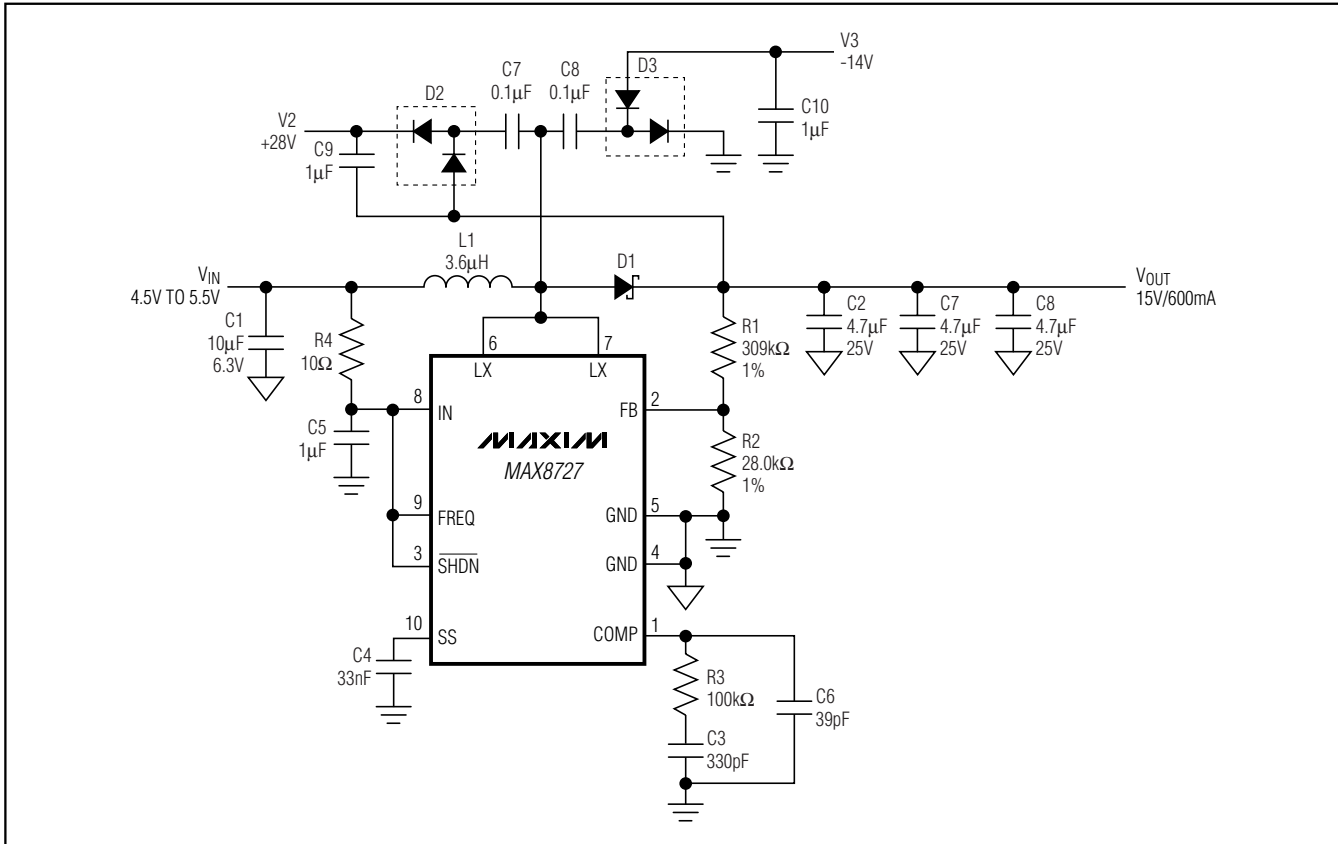 V3
-14V
C7
0.1µF
C8
0.1µF
D3
D2
C10
1µF
V2
+28V
C9
1µF
L1
3.6µH
D1
VIN
4.5V TO 5.5V
VOUT
15V/600mA
C1
10µF
6.3V
R4
10Ω
C2
4.7µF
25V
C7
4.7µF
25V
C8
4.7µF
25V
R1
309kΩ
1%
6
LX
7
LX
8
IN
2
FB
C5
1µF
MAXIM
MAX8727
R2
28.0kΩ
1%
9
FREQ
5
GND
3
SHDN
4
GND
10
SS
1
COMP
C4
33nF
R3
100kΩ
C6
39pF
C3
330pF